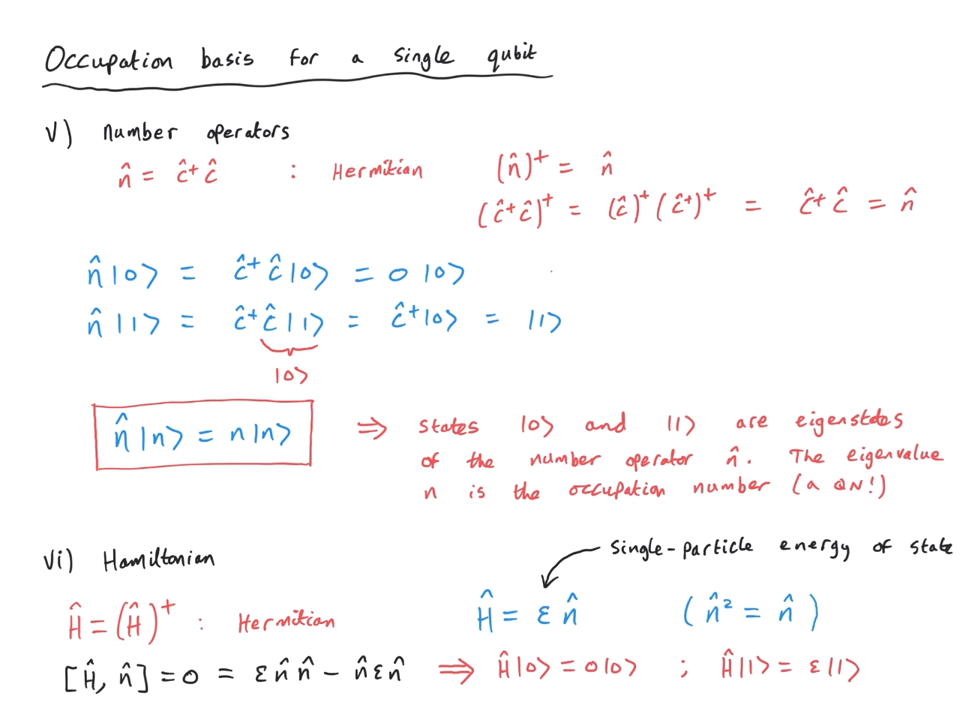 Occupation basis for a single qubit
v) Number operators
n̂ = ĉ⁺ĉ : Hermitian (n̂)⁺ = n̂
(ĉ⁺ĉ)⁺ = (ĉ)⁺(ĉ⁺)⁺ = ĉ⁺ĉ = n̂
n̂|0> = ĉ⁺ĉ|0> = 0|0>
n̂|1> = ĉ⁺ĉ|1> = ĉ⁺|0> = |1>
|0>
n̂|n> = n|n> ⇒ states |0> and |1> are eigenstates
of the number operator n̂. The eigenvalue
n is the occupation number (a QN!)
vi) Hamiltonian
single-particle energy of state
Ĥ = (Ĥ)⁺ : Hermitian Ĥ = ε n̂ (n̂² = n̂)
[Ĥ, n̂] = 0 = εn̂n̂ - n̂εn̂ ⇒ Ĥ|0> = 0|0> ; Ĥ|1> = ε|1>